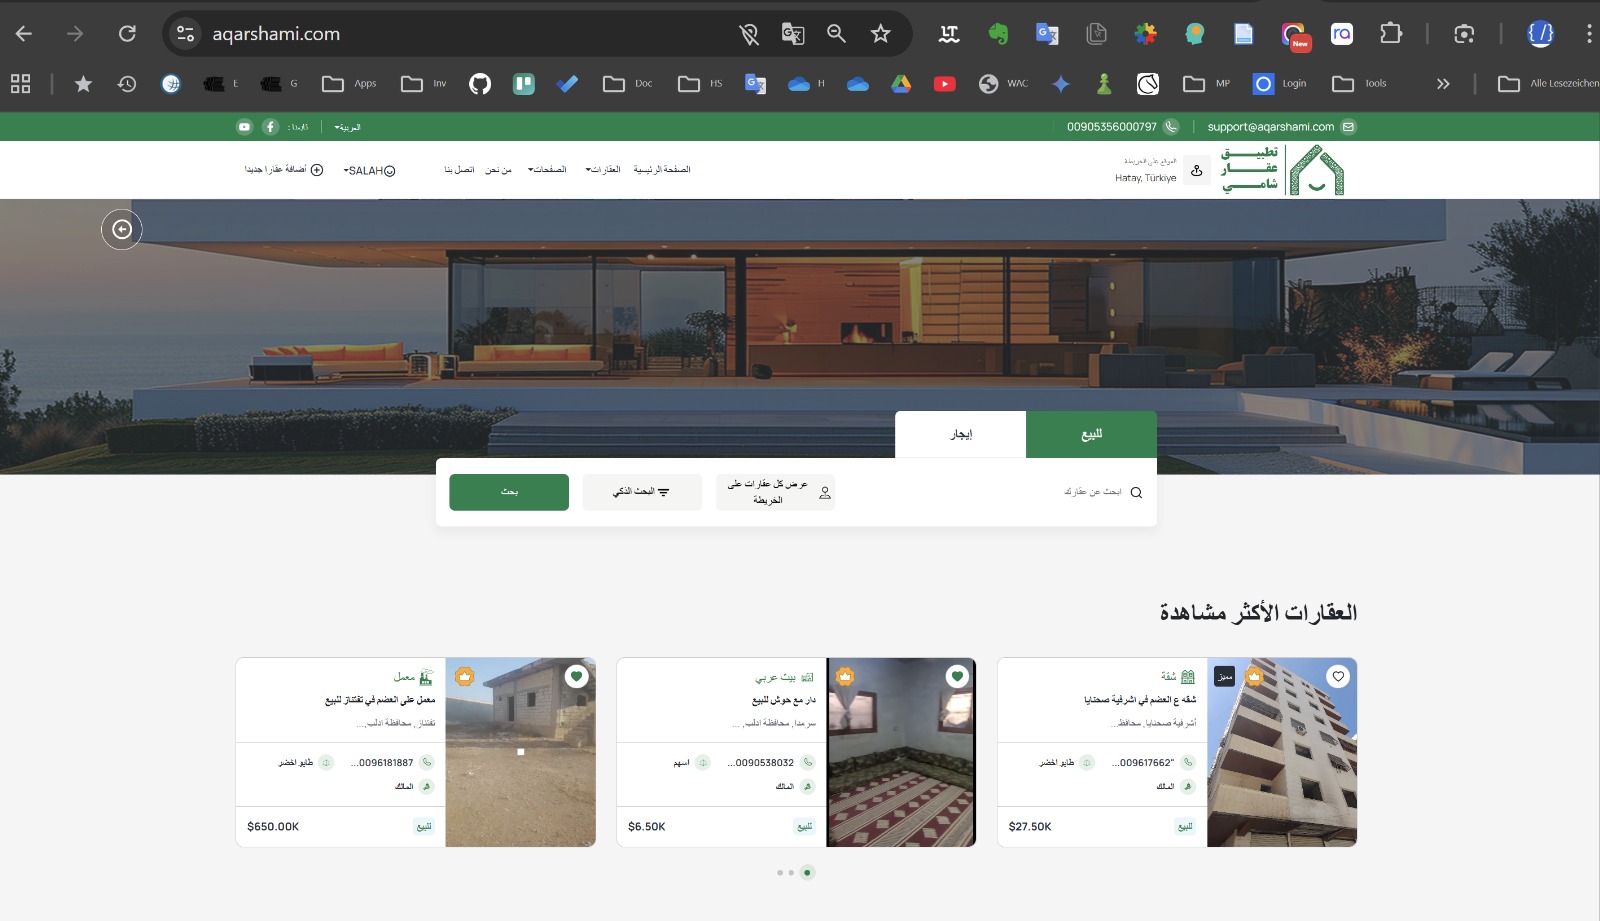 aqarshami.com
E
G
Apps
Inv
Doc
HS
H
WAC
MP
Login
Tools
Alle Lesezeichen
New
support@aqarshami.com
00905356000797
العربية
تابعنا :
تطبيق
عقار
شامي
الموقع على الخريطة
Hatay, Türkiye
الصفحة الرئيسية
العقارات
الصفحات
من نحن
اتصل بنا
SALAH
أضافة عقارا جديدا
للبيع
إيجار
ابحث عن عقارك
عرض كل عقارات على
الخريطة
البحث الذكي
بحث
العقارات الأكثر مشاهدة
مميز
شقة
شقه ع العضم في اشرفية صحنايا
أشرفية صحنايا, محافظ...
009617662"...
طابو اخضر
المالك
للبيع
$27.50K
بيت عربي
دار مع حوش للبيع
سرمدا, محافظة ادلب, ...
0090538032...
اسهم
المالك
للبيع
$6.50K
معمل
معمل على العضم في تفتناز للبيع
تفتناز, محافظة ادلب,...
0096181887...
طابو اخضر
المالك
للبيع
$650.00K